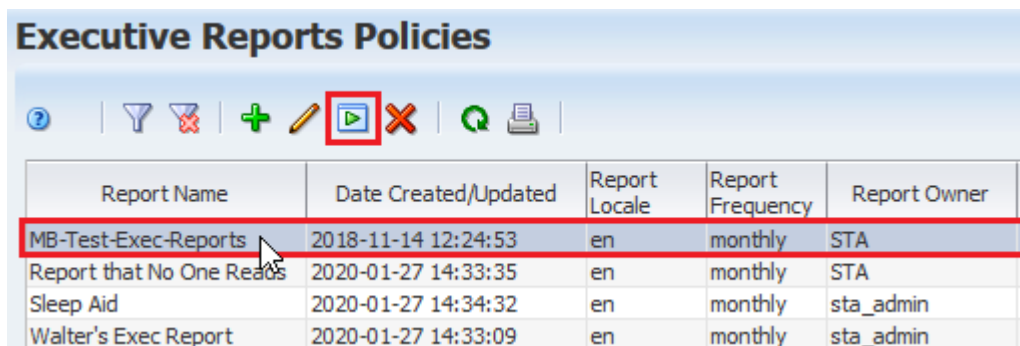 Executive Reports Policies
Report Name Date Created/Updated Report Locale Report Frequency Report Owner
MB-Test-Exec-Reports 2018-11-14 12:24:53 en monthly STA
Report that No One Reads 2020-01-27 14:33:35 en monthly STA
Sleep Aid 2020-01-27 14:34:32 en monthly sta_admin
Walter's Exec Report 2020-01-27 14:33:09 en monthly sta_admin